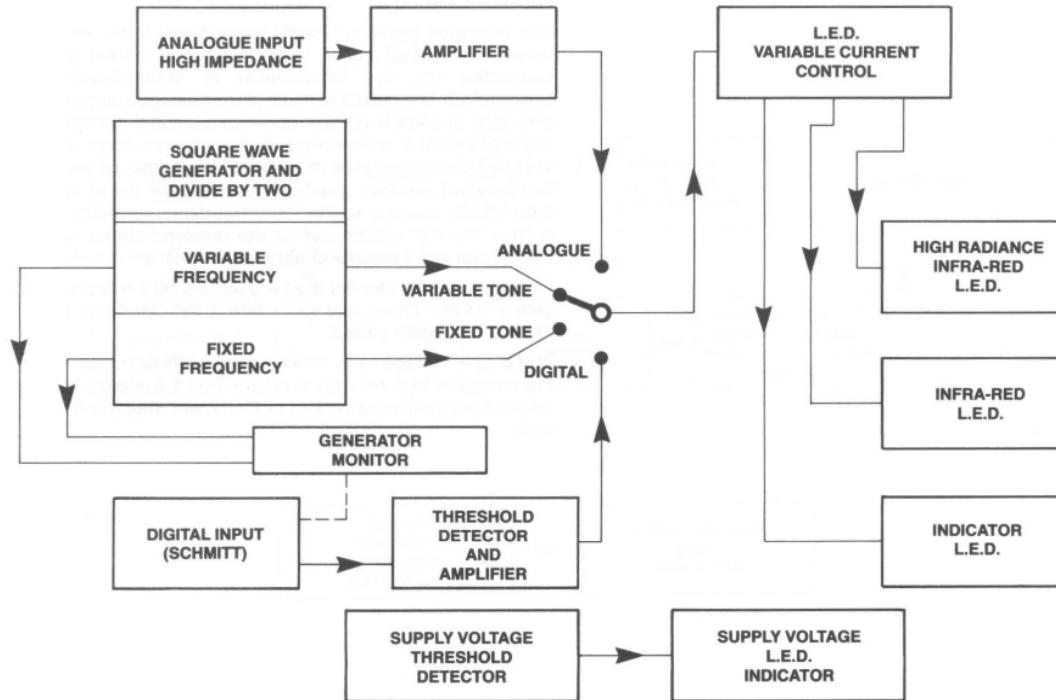 ANALOGUE INPUT
HIGH IMPEDANCE
AMPLIFIER
L.E.D.
VARIABLE CURRENT
CONTROL
SQUARE WAVE
GENERATOR AND
DIVIDE BY TWO
VARIABLE
FREQUENCY
FIXED
FREQUENCY
ANALOGUE
VARIABLE TONE
FIXED TONE
DIGITAL
HIGH RADIANCE
INFRA-RED
L.E.D.
INFRA-RED
L.E.D.
GENERATOR
MONITOR
DIGITAL INPUT
(SCHMITT)
THRESHOLD
DETECTOR
AND
AMPLIFIER
INDICATOR
L.E.D.
SUPPLY VOLTAGE
THRESHOLD
DETECTOR
SUPPLY VOLTAGE
L.E.D.
INDICATOR